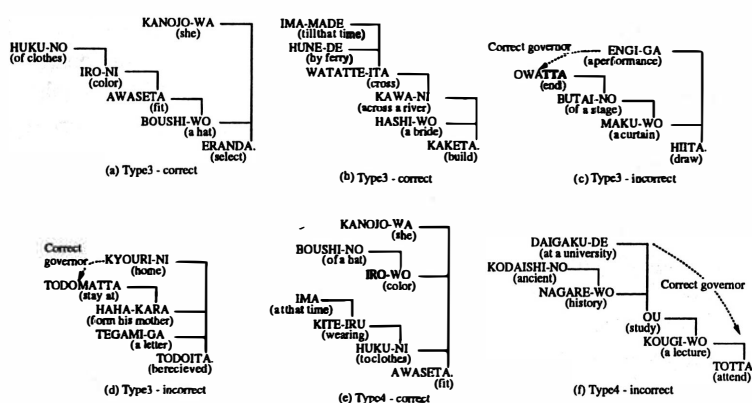 KANOJO-WA
(she)
HUKU-NO
(of clothes)
IRO-NI
(color)
AWASETA
(fit)
BOUSHI-WO
(a hat)
ERANDA.
(select)
(a) Type3 - correct
IMA-MADE
(till that time)
HUNE-DE
(by ferry)
WATATTE-ITA
(cross)
KAWA-NI
(across a river)
HASHI-WO
(a bride)
KAKETA.
(build)
(b) Type3 - correct
Correct governor
ENGI-GA
(aperformance)
OWATTA
(end)
BUTAI-NO
(of a stage)
MAKU-WO
(a curtain)
HIITA.
(draw)
(c) Type3 - incorrect
Correct
governor
KYOURI-NI
(home)
TODOMATTA
(stay at)
HAHA-KARA
(form his mother)
TEGAMI-GA
(a letter)
TODOITA.
(berecieved)
(d) Type3 - incorrect
KANOJO-WA
(she)
BOUSHI-NO
(of a hat)
IRO-WO
(color)
IMA
(at that time)
KITE-IRU
(wearing)
HUKU-NI
(to clothes)
AWASETA.
(fit)
(e) Type4 - correct
DAIGAKU-DE
(at a university)
KODAISHI-NO
(ancient)
NAGARE-WO
(history)
Correct governor
OU
(study)
KOUGI-WO
(a lecture)
TOTTA
(attend)
(f) Type4 - incorrect